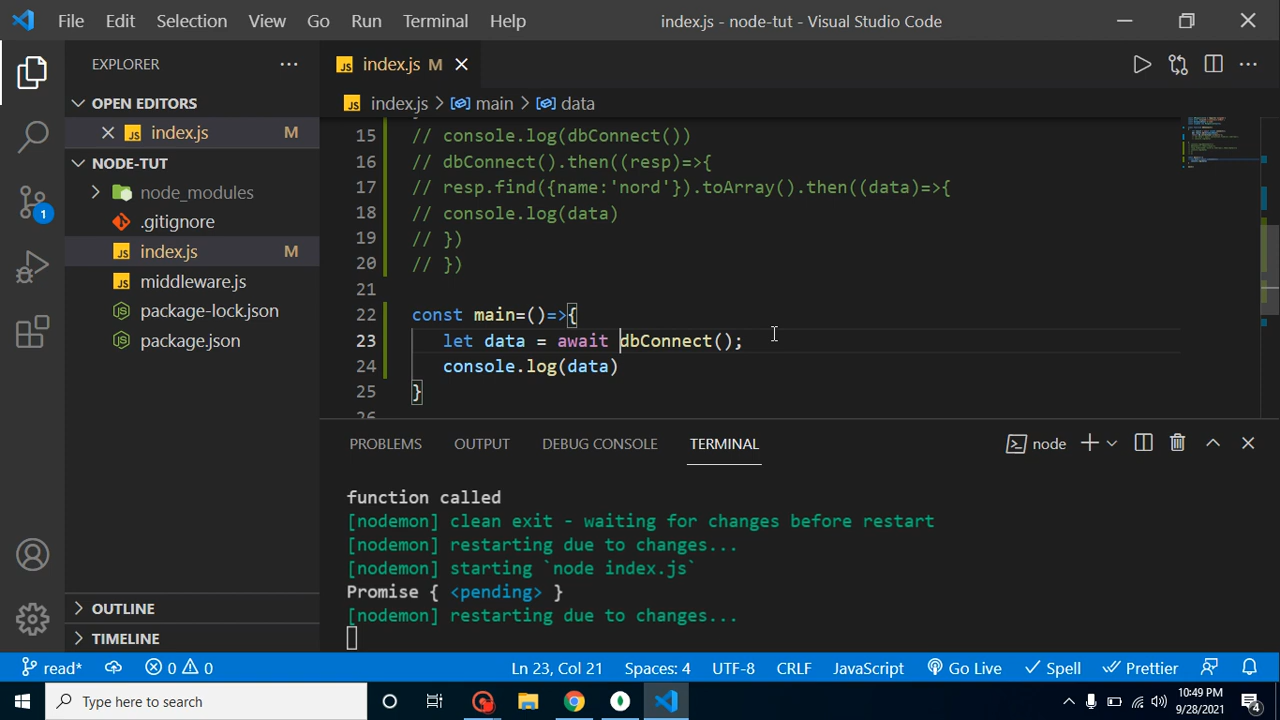 File Edit Selection View Go Run Terminal Help index.js - node-tut - Visual Studio Code
EXPLORER
OPEN EDITORS
index.js M
NODE-TUT
node_modules
.gitignore
index.js M
middleware.js
package-lock.json
package.json
OUTLINE
TIMELINE
index.js M
index.js > main > data
15 // console.log(dbConnect())
16 // dbConnect().then((resp)=>{
17 // resp.find({name:'nord'}).toArray().then((data)=>{
18 // console.log(data)
19 // })
20 // })
21
22 const main=()=>{
23 let data = await dbConnect();
24 console.log(data)
25 }
26
PROBLEMS OUTPUT DEBUG CONSOLE TERMINAL node
function called
[nodemon] clean exit - waiting for changes before restart
[nodemon] restarting due to changes...
[nodemon] starting `node index.js`
Promise { <pending> }
[nodemon] restarting due to changes...
read* 0 0 Ln 23, Col 21 Spaces: 4 UTF-8 CRLF JavaScript Go Live Spell Prettier
Type here to search
10:49 PM
9/28/2021
1
4